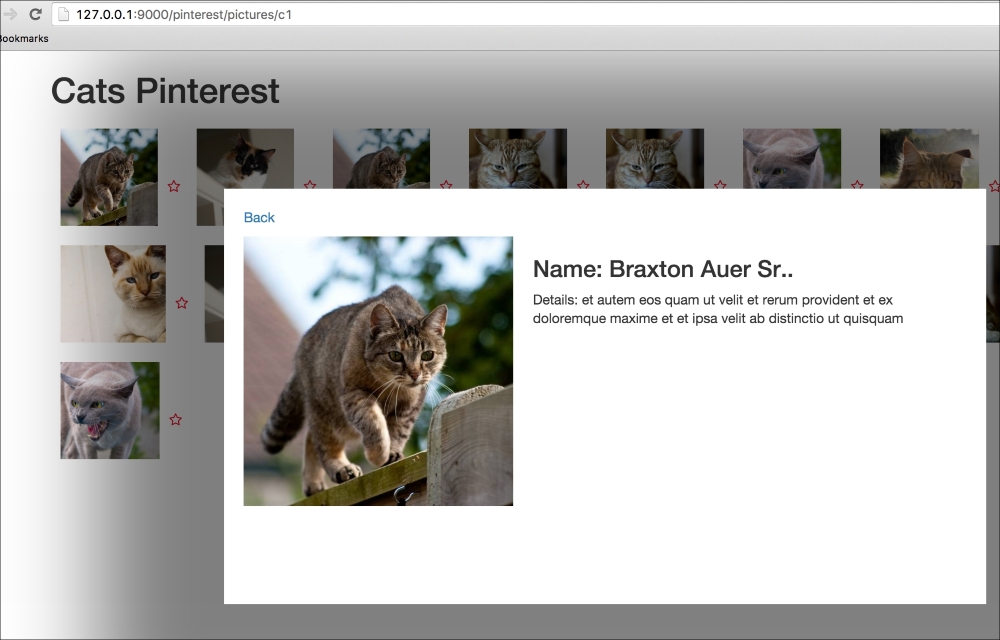 127.0.0.1:9000/pinterest/pictures/c1
Bookmarks
Cats Pinterest
Back
Name: Braxton Auer Sr..
Details: et autem eos quam ut velit et rerum provident et ex
doloremque maxime et et ipsa velit ab distinctio ut quisquam